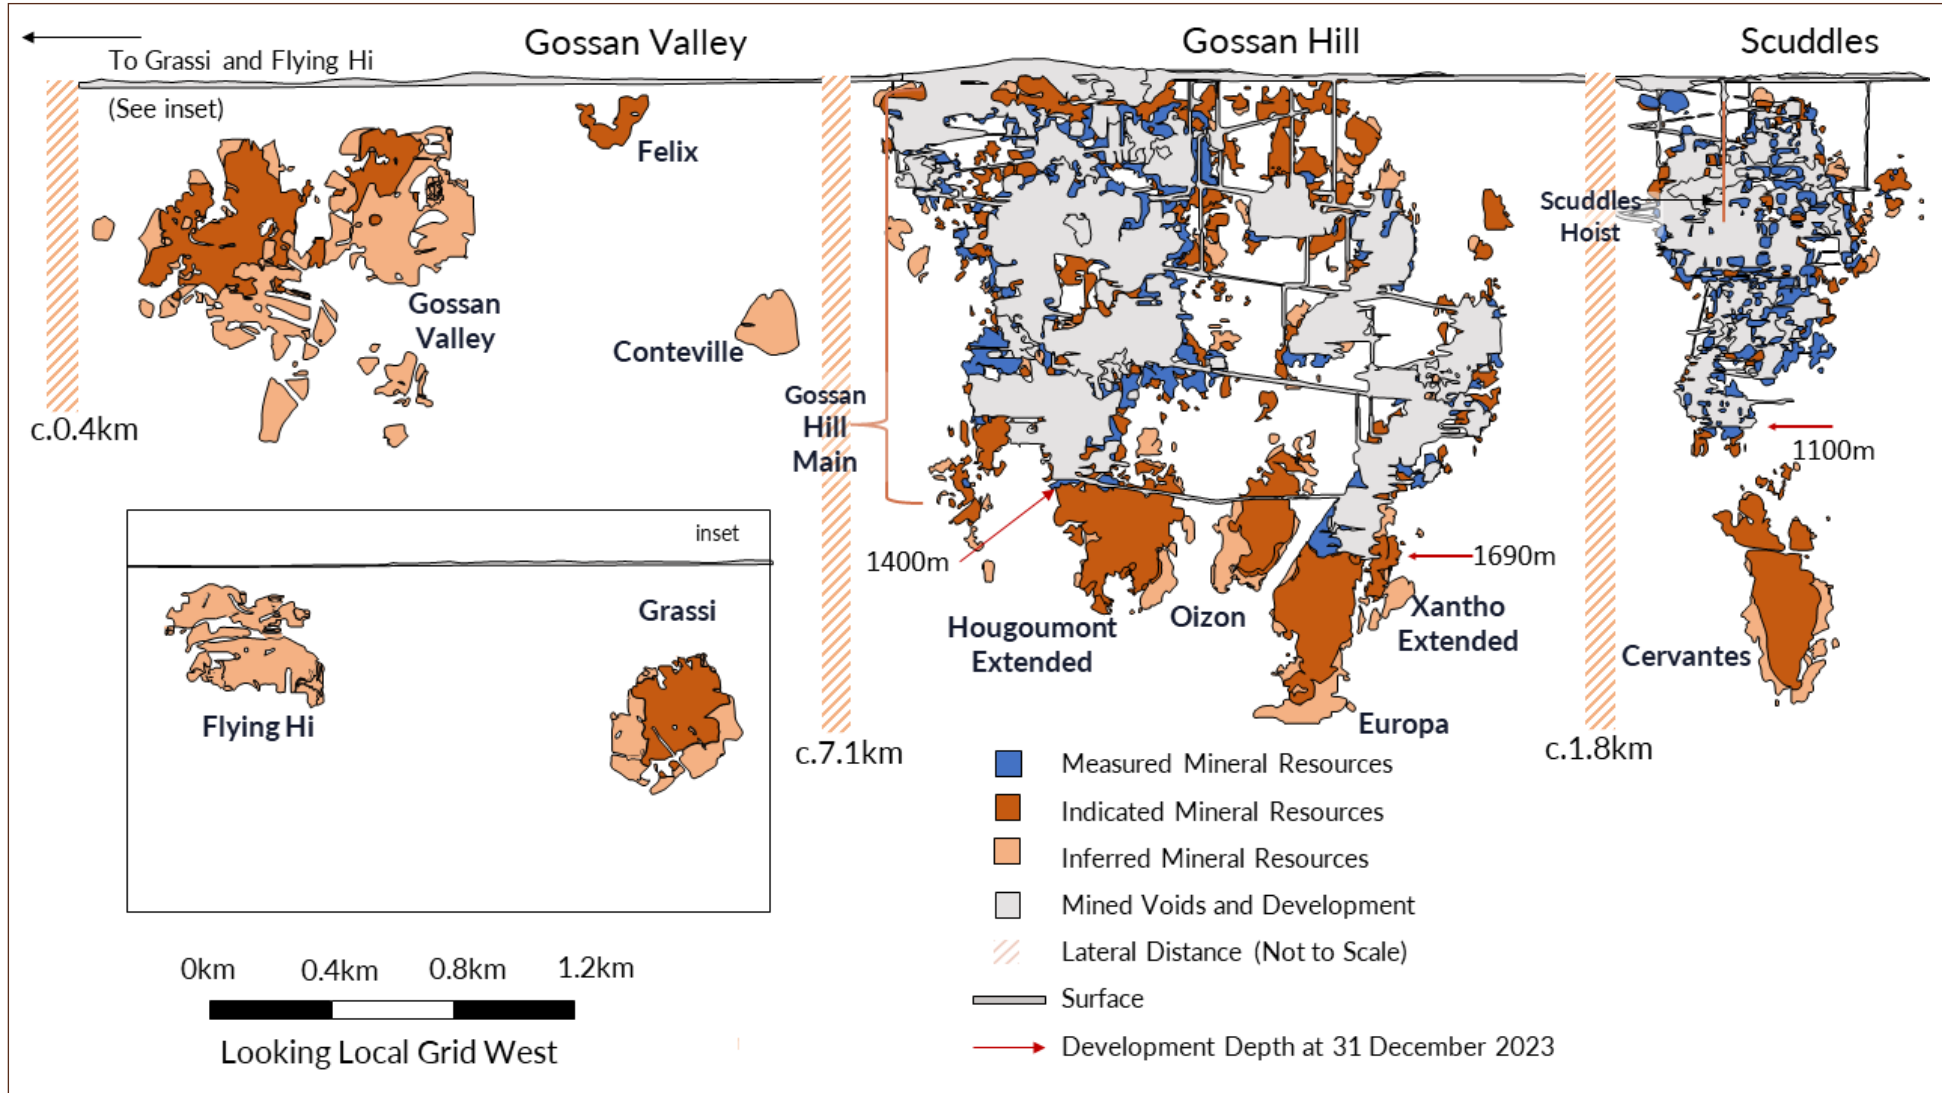 Gossan Valley
Gossan Hill
Scuddles
To Grassi and Flying Hi
(See inset)
Felix
Scuddles
Hoist
Gossan
Valley
Conteville
Gossan
Hill
Main
c.0.4km
1100m
inset
1400m
1690m
Grassi
Hougoumont
Extended
Oizon
Xantho
Extended
Cervantes
Flying Hi
Europa
c.7.1km
c.1.8km
Measured Mineral Resources
Indicated Mineral Resources
Inferred Mineral Resources
Mined Voids and Development
Lateral Distance (Not to Scale)
Surface
Development Depth at 31 December 2023
0km 0.4km 0.8km 1.2km
Looking Local Grid West